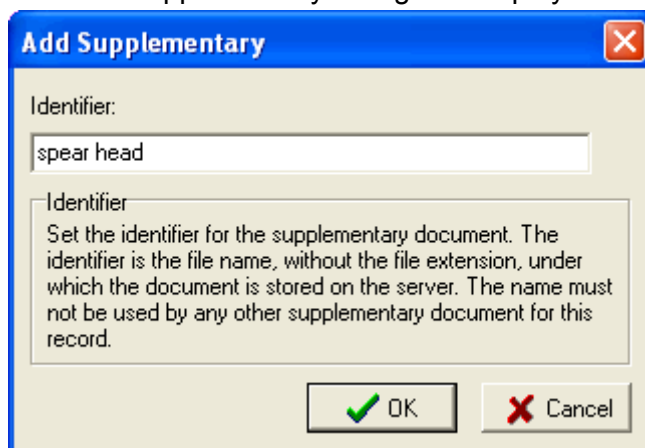 Add Supplementary
Identifier:
spear head
Identifier
Set the identifier for the supplementary document. The
identifier is the file name, without the file extension, under
which the document is stored on the server. The name must
not be used by any other supplementary document for this
record.
OK Cancel